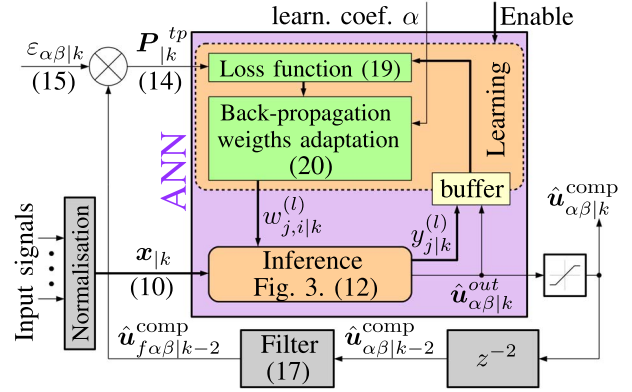 learn. coef. α
Enable
ε_{αβ|k}
(15)
P_{|k}^{tp}
(14)
Loss function (19)
Back-propagation
weigths adaptation
(20)
Learning
ANN
buffer
w_{j,i|k}^{(l)}
y_{j|k}^{(l)}
û_{αβ|k}^{comp}
Input signals
Normalisation
x_{|k}
(10)
Inference
Fig. 3. (12)
û_{αβ|k}^{out}
û_{fαβ|k−2}^{comp}
Filter
(17)
û_{αβ|k−2}^{comp}
z^{−2}